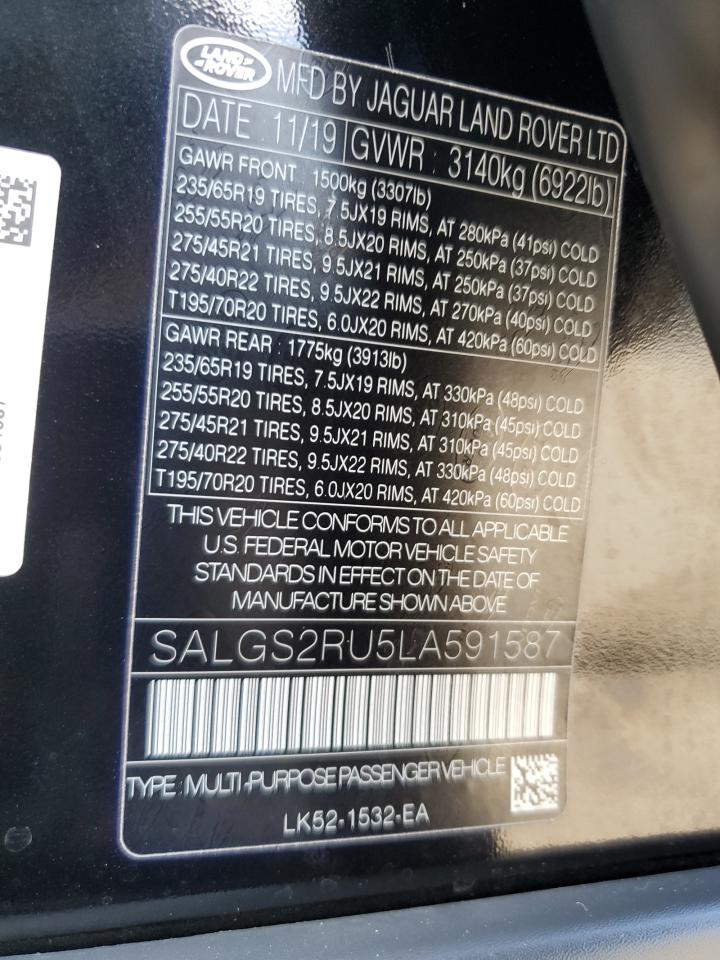 LAND
ROVER
MFD BY JAGUAR LAND ROVER LTD
DATE : 11/19 GVWR : 3140kg (6922lb)
GAWR FRONT : 1500kg (3307lb)
235/65R19 TIRES, 7.5JX19 RIMS, AT 280kPa (41psi) COLD
255/55R20 TIRES, 8.5JX20 RIMS, AT 250kPa (37psi) COLD
275/45R21 TIRES, 9.5JX21 RIMS, AT 250kPa (37psi) COLD
275/40R22 TIRES, 9.5JX22 RIMS, AT 270kPa (40psi) COLD
T195/70R20 TIRES, 6.0JX20 RIMS, AT 420kPa (60psi) COLD
GAWR REAR : 1775kg (3913lb)
235/65R19 TIRES, 7.5JX19 RIMS, AT 330kPa (48psi) COLD
255/55R20 TIRES, 8.5JX20 RIMS, AT 310kPa (45psi) COLD
275/45R21 TIRES, 9.5JX21 RIMS, AT 310kPa (45psi) COLD
275/40R22 TIRES, 9.5JX22 RIMS, AT 330kPa (48psi) COLD
T195/70R20 TIRES, 6.0JX20 RIMS, AT 420kPa (60psi) COLD
THIS VEHICLE CONFORMS TO ALL APPLICABLE
U.S. FEDERAL MOTOR VEHICLE SAFETY
STANDARDS IN EFFECT ON THE DATE OF
MANUFACTURE SHOWN ABOVE
SALGS2RU5LA591587
TYPE : MULTI-PURPOSE PASSENGER VEHICLE
LK52-1532-EA